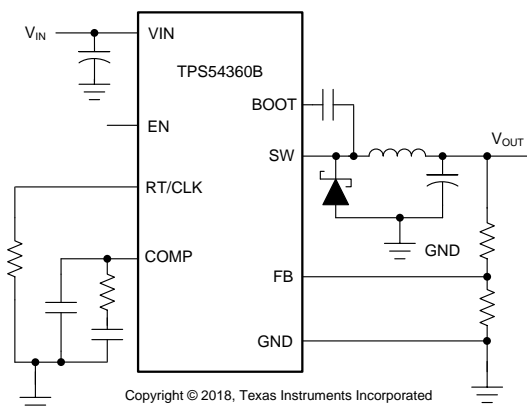 V_IN
VIN
TPS54360B
BOOT
EN
V_OUT
SW
RT/CLK
COMP
GND
FB
GND
Copyright © 2018, Texas Instruments Incorporated